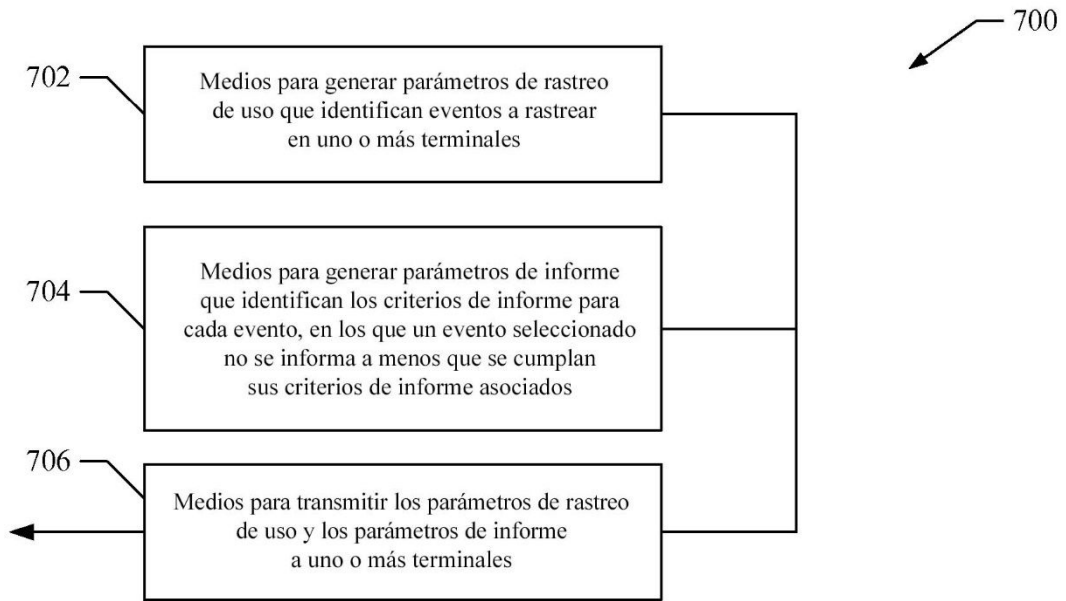 700
702
Medios para generar parámetros de rastreo
de uso que identifican eventos a rastrear
en uno o más terminales
704
Medios para generar parámetros de informe
que identifican los criterios de informe para
cada evento, en los que un evento seleccionado
no se informa a menos que se cumplan
sus criterios de informe asociados
706
Medios para transmitir los parámetros de rastreo
de uso y los parámetros de informe
a uno o más terminales